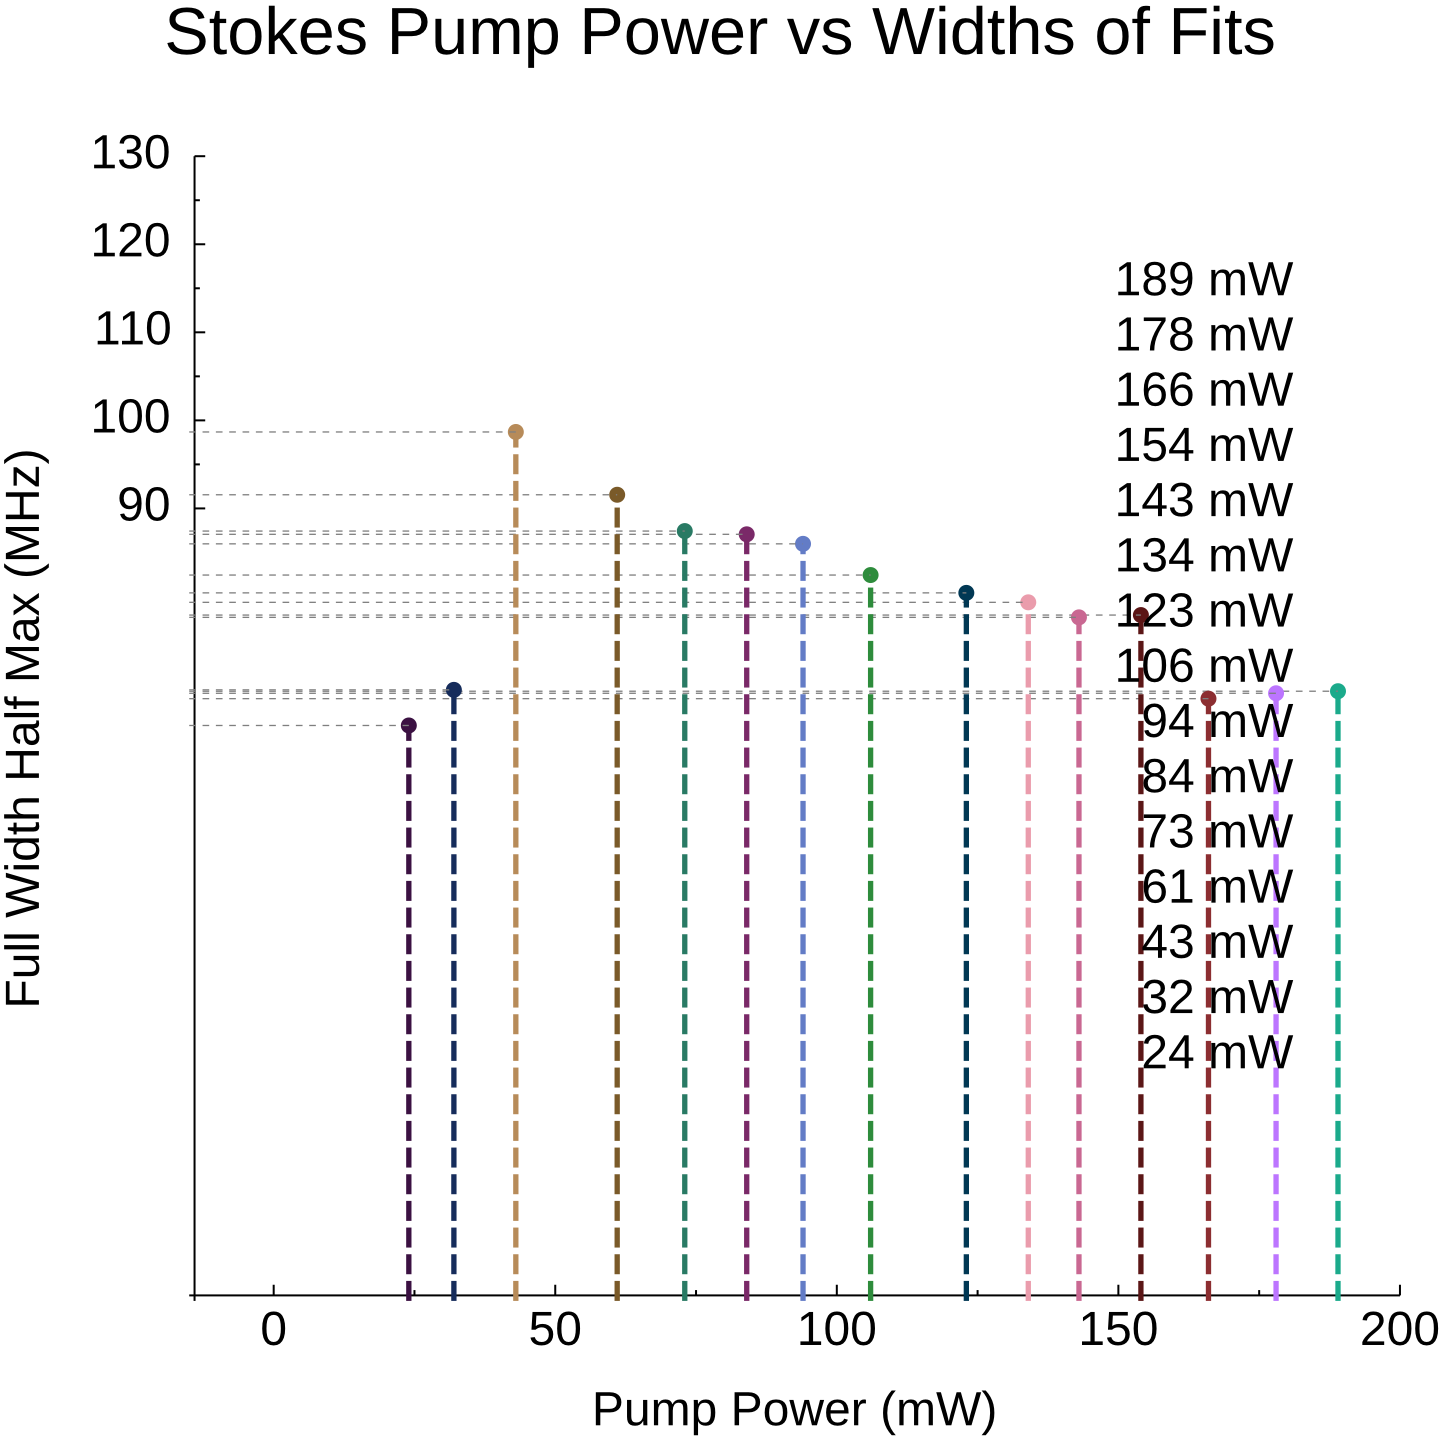 Stokes Pump Power vs Widths of Fits
130
120
110
100
90
Full Width Half Max (MHz)
189 mW
178 mW
166 mW
154 mW
143 mW
134 mW
123 mW
106 mW
94 mW
84 mW
73 mW
61 mW
43 mW
32 mW
24 mW
0 50 100 150 200
Pump Power (mW)